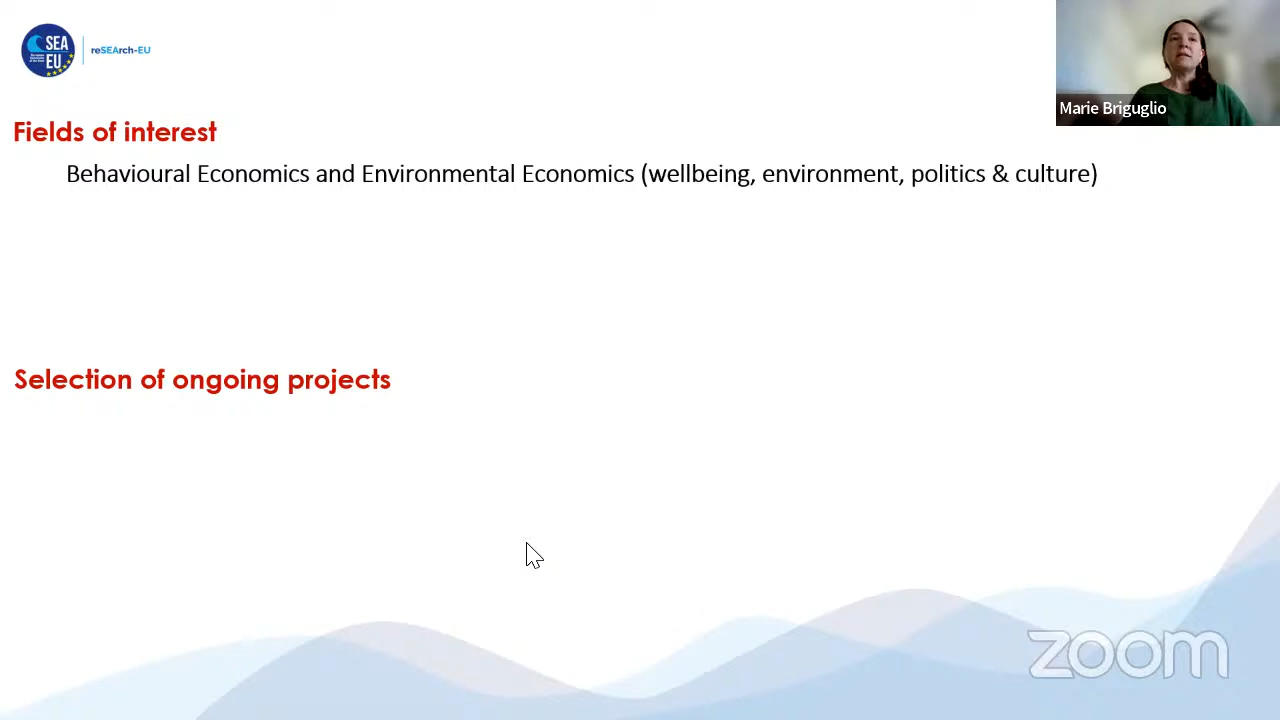 SEA
EU
reSEArch-EU
Marie Briguglio
Fields of interest
Behavioural Economics and Environmental Economics (wellbeing, environment, politics & culture)
Selection of ongoing projects
zoom